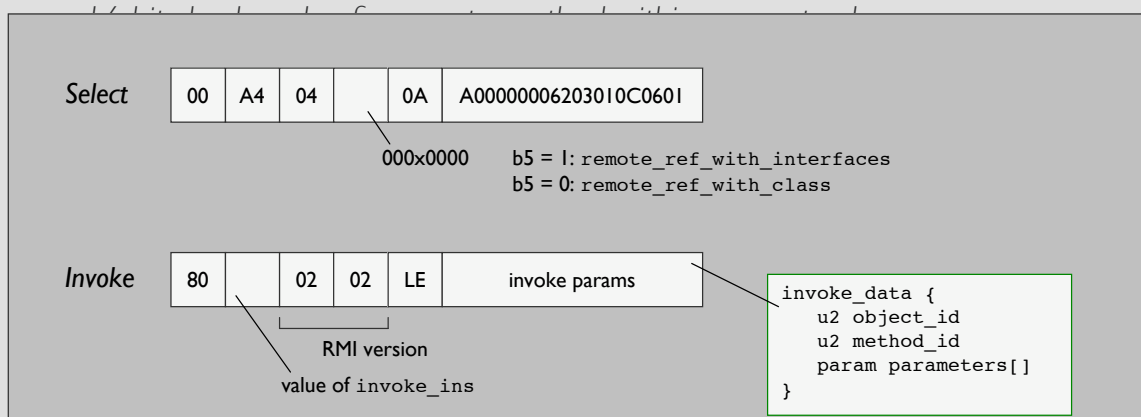 Select 00 A4 04 0A A00000006203010C0601
000x0000 b5 = 1: remote_ref_with_interfaces
b5 = 0: remote_ref_with_class
Invoke 80 02 02 LE invoke params
RMI version
value of invoke_ins
invoke_data {
u2 object_id
u2 method_id
param parameters[]
}